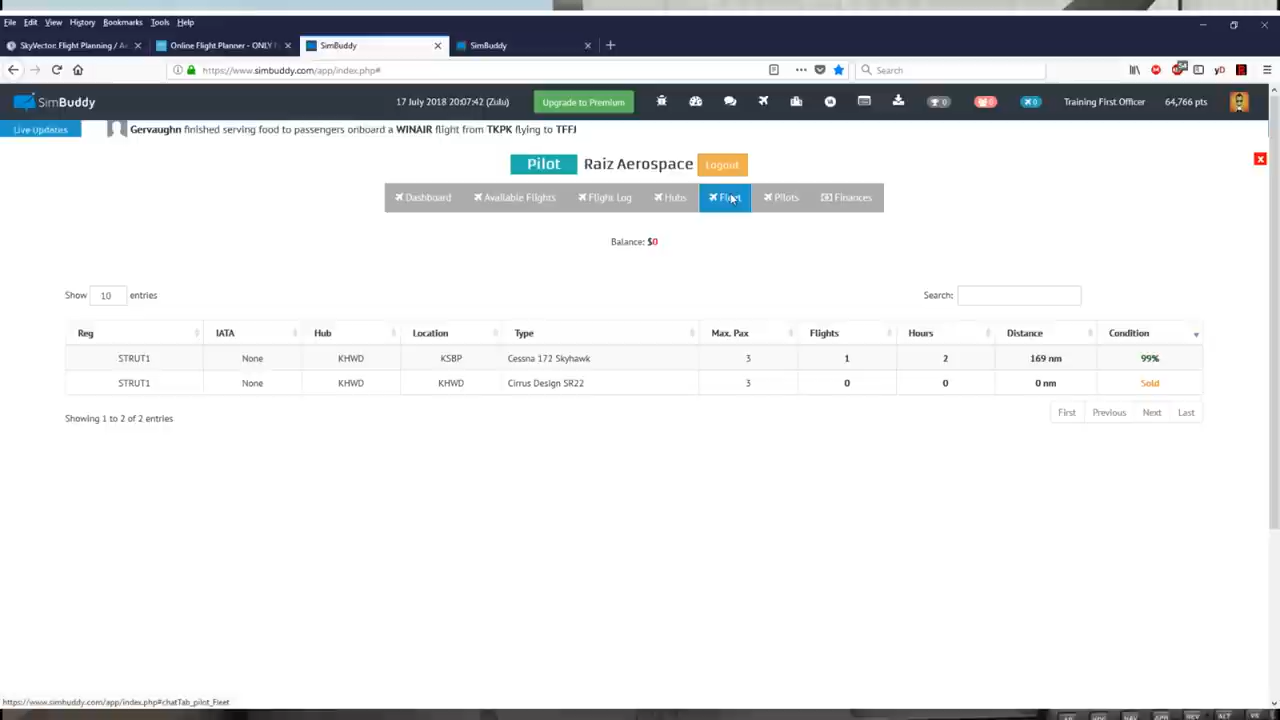 File Edit View History Bookmarks Tools Help
SkyVector: Flight Planning / Ae
Online Flight Planner - ONLY F
SimBuddy
SimBuddy
https://www.simbuddy.com/app/index.php#
Search
SimBuddy
17 July 2018 20:07:42 (Zulu)
Upgrade to Premium
0
0
0
Training First Officer
64,766 pts
Live Updates
Gervaughn finished serving food to passengers onboard a WINAIR flight from TKPK flying to TFFJ
Pilot Raiz Aerospace Logout
Dashboard Available Flights Flight Log Hubs Fleet Pilots Finances
Balance: $0
Show 10 entries
Search:
Reg IATA Hub Location Type Max. Pax Flights Hours Distance Condition
STRUT1 None KHWD KSBP Cessna 172 Skyhawk 3 1 2 169 nm 99%
STRUT1 None KHWD KHWD Cirrus Design SR22 3 0 0 0 nm Sold
Showing 1 to 2 of 2 entries
First Previous Next Last
https://www.simbuddy.com/app/index.php#chatTab_pilot_Fleet